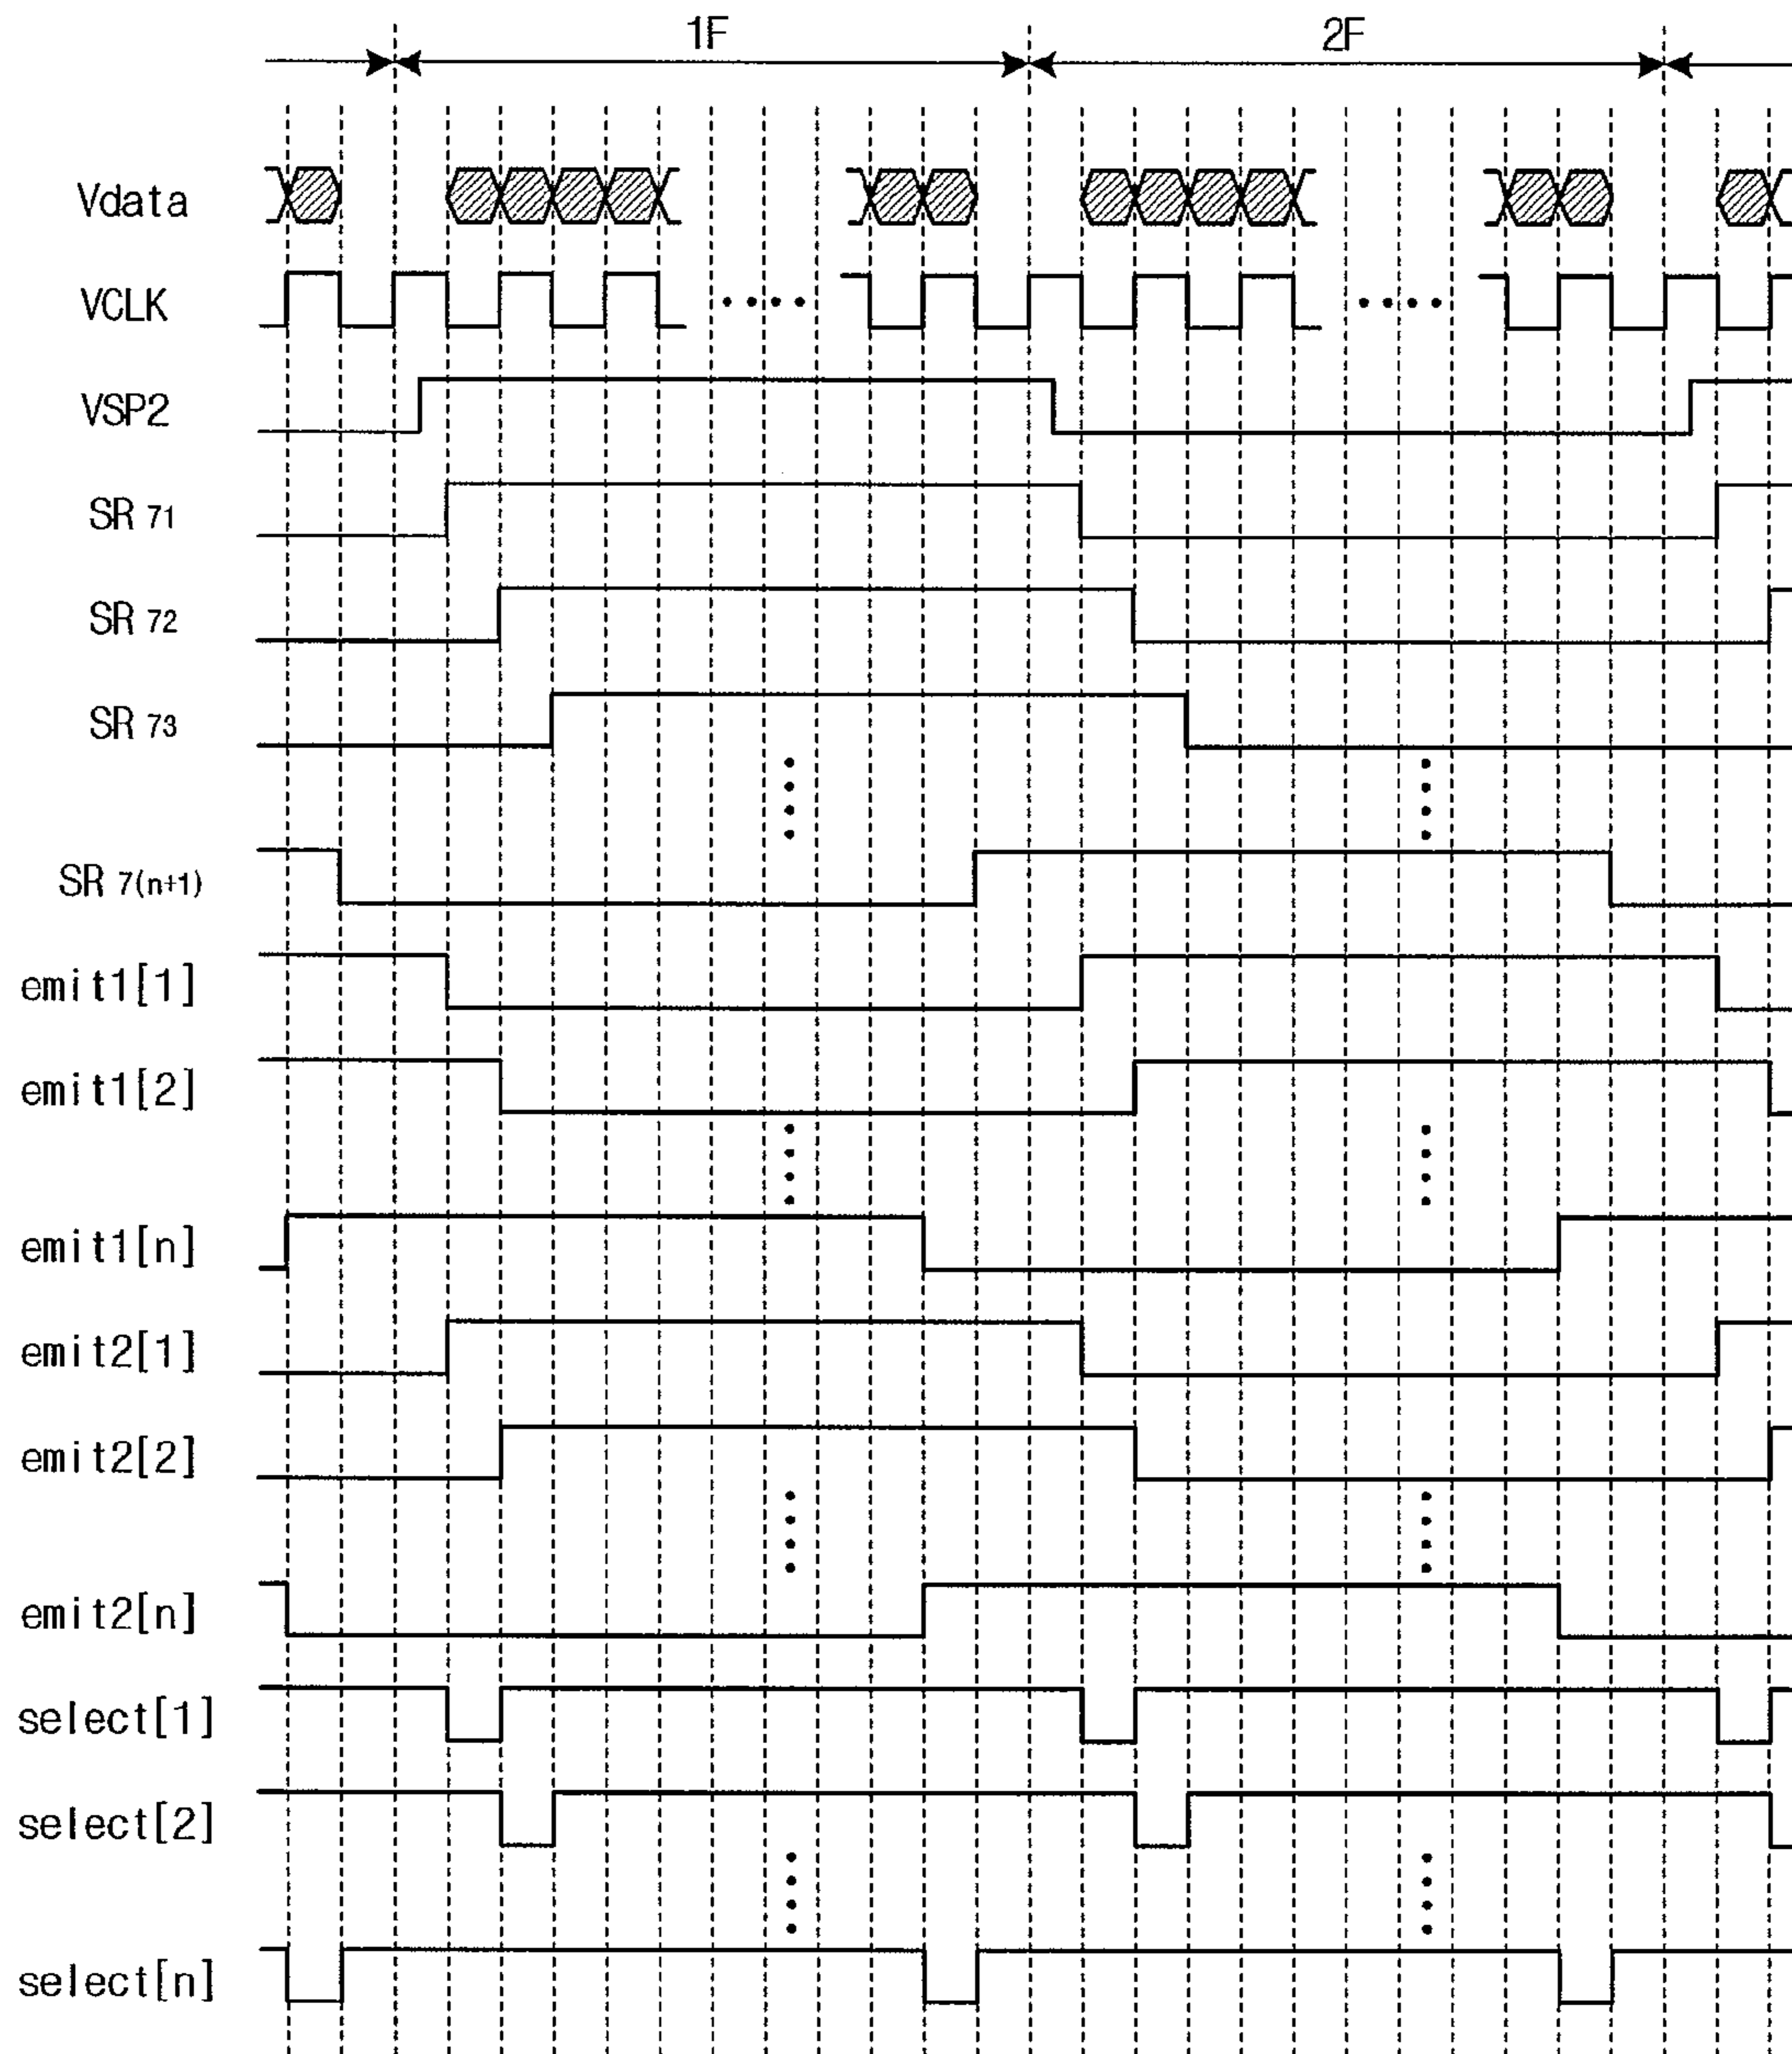 1F 2F
Vdata
VCLK
VSP2
SR 71
SR 72
SR 73
SR 7(n+1)
emit1[1]
emit1[2]
emit1[n]
emit2[1]
emit2[2]
emit2[n]
select[1]
select[2]
select[n]